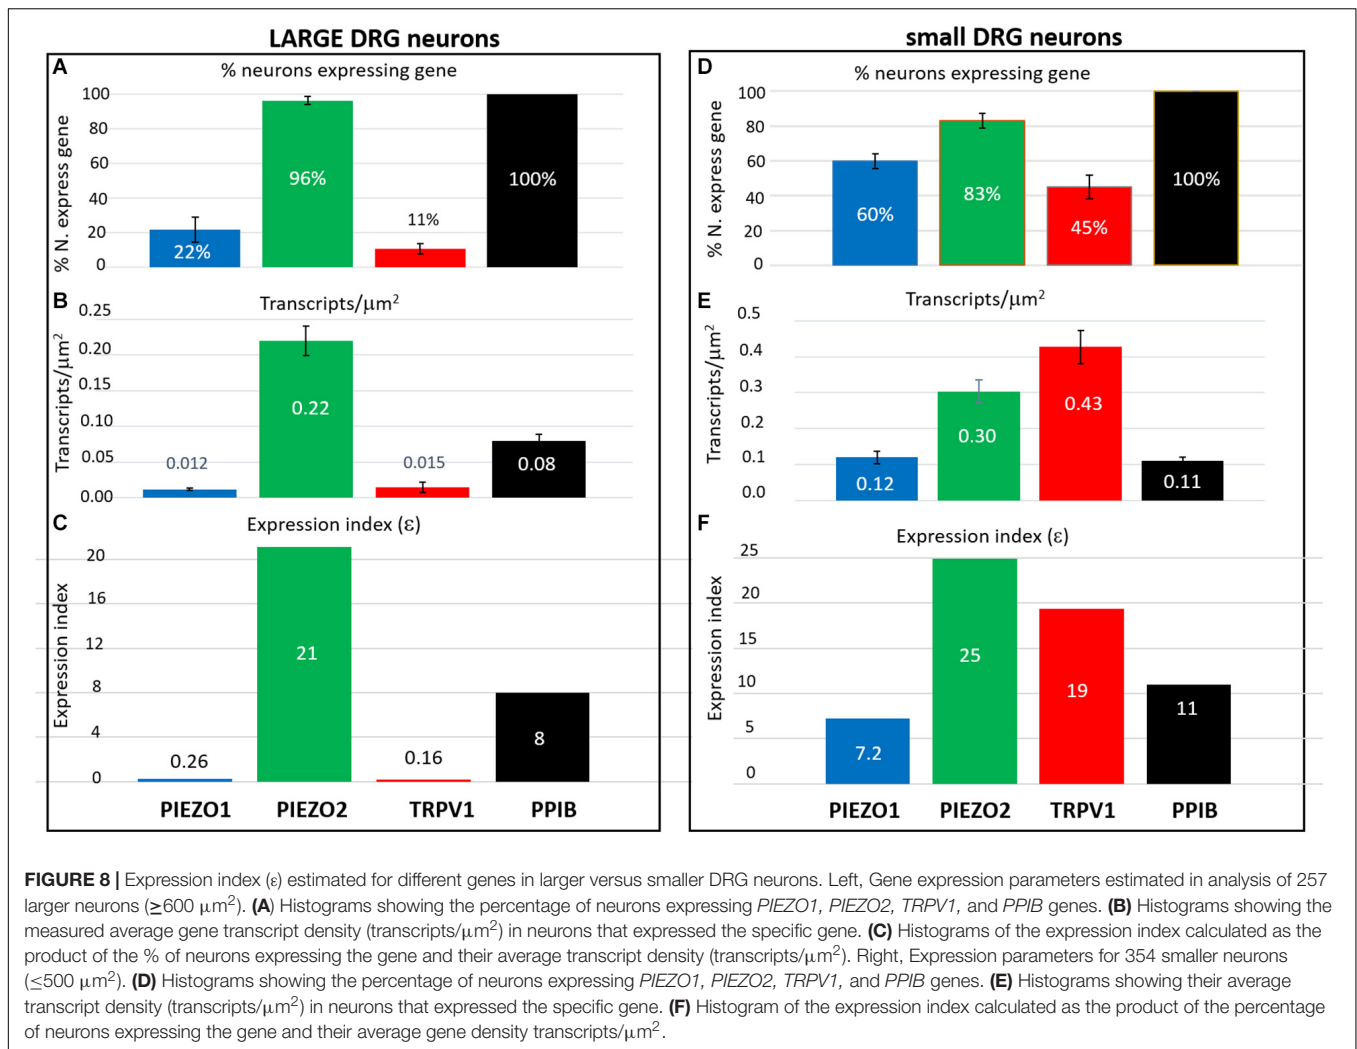 LARGE DRG neurons
A
% neurons expressing gene
% N. express gene
100
80
60
40
20
0
22%
96%
11%
100%
B
Transcripts/µm²
Transcripts/µm²
0.25
0.20
0.15
0.10
0.05
0.00
0.012
0.22
0.015
0.08
C
Expression index (ε)
Expression index
20
16
12
8
4
0
0.26
21
0.16
8
PIEZO1 PIEZO2 TRPV1 PPIB
small DRG neurons
D
% neurons expressing gene
% N. express gene
100
80
60
40
20
0
60%
83%
45%
100%
E
Transcripts/µm²
Transcripts/µm²
0.5
0.4
0.3
0.2
0.1
0.0
0.12
0.30
0.43
0.11
F
Expression index (ε)
Expression index
25
20
15
10
5
0
7.2
25
19
11
PIEZO1 PIEZO2 TRPV1 PPIB
FIGURE 8 | Expression index (ε) estimated for different genes in larger versus smaller DRG neurons. Left, Gene expression parameters estimated in analysis of 257
larger neurons (≥600 µm²). (A) Histograms showing the percentage of neurons expressing PIEZO1, PIEZO2, TRPV1, and PPIB genes. (B) Histograms showing the
measured average gene transcript density (transcripts/µm²) in neurons that expressed the specific gene. (C) Histograms of the expression index calculated as the
product of the % of neurons expressing the gene and their average transcript density (transcripts/µm²). Right, Expression parameters for 354 smaller neurons
(≤500 µm²). (D) Histograms showing the percentage of neurons expressing PIEZO1, PIEZO2, TRPV1, and PPIB genes. (E) Histograms showing their average
transcript density (transcripts/µm²) in neurons that expressed the specific gene. (F) Histogram of the expression index calculated as the product of the percentage
of neurons expressing the gene and their average gene density transcripts/µm².